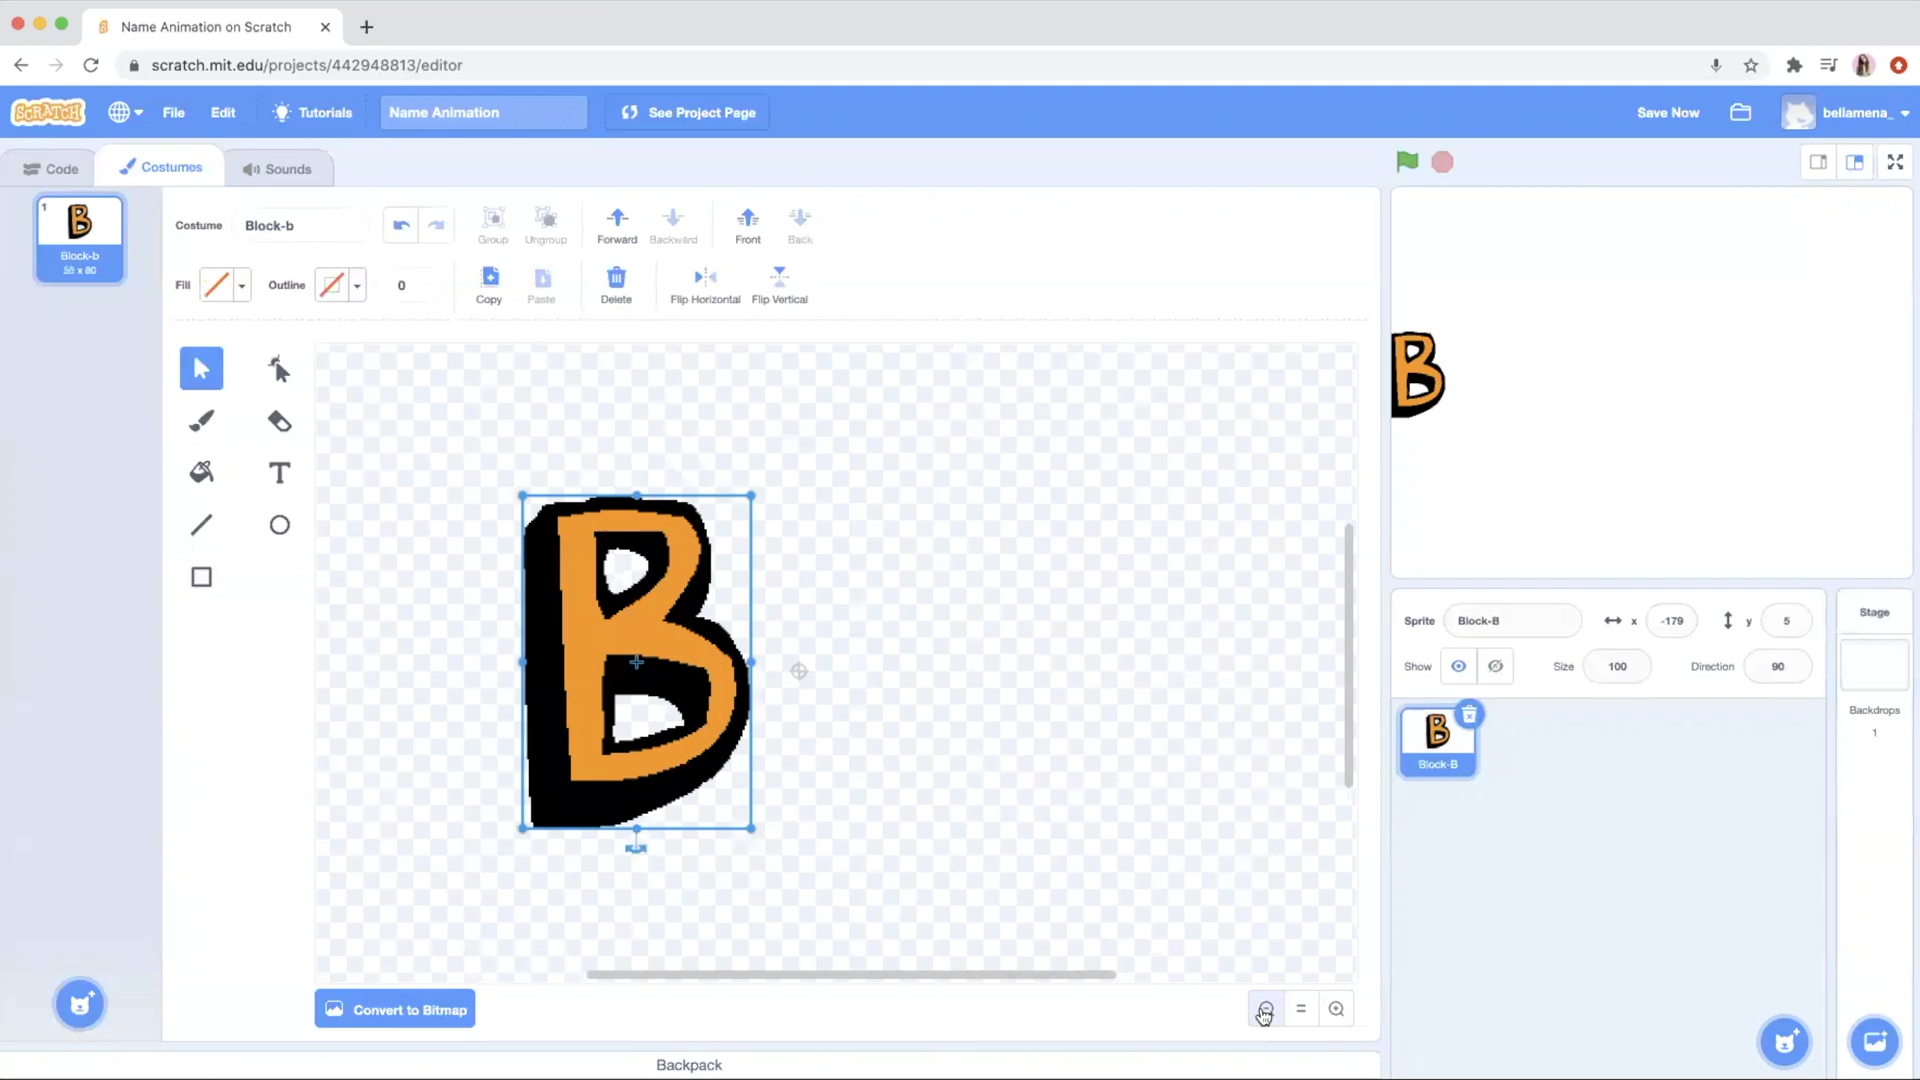 Name Animation on Scratch
scratch.mit.edu/projects/442948813/editor
SCRATCH
File
Edit
Tutorials
Name Animation
See Project Page
Save Now
bellamena_
Code
Costumes
Sounds
1
B
Block-b
56 x 80
Costume
Block-b
Group
Ungroup
Forward
Backward
Front
Back
Fill
Outline
0
Copy
Paste
Delete
Flip Horizontal
Flip Vertical
T
B
Convert to Bitmap
Backpack
B
Sprite
Block-B
x
-179
y
5
Show
Size
100
Direction
90
B
Block-B
Stage
Backdrops
1